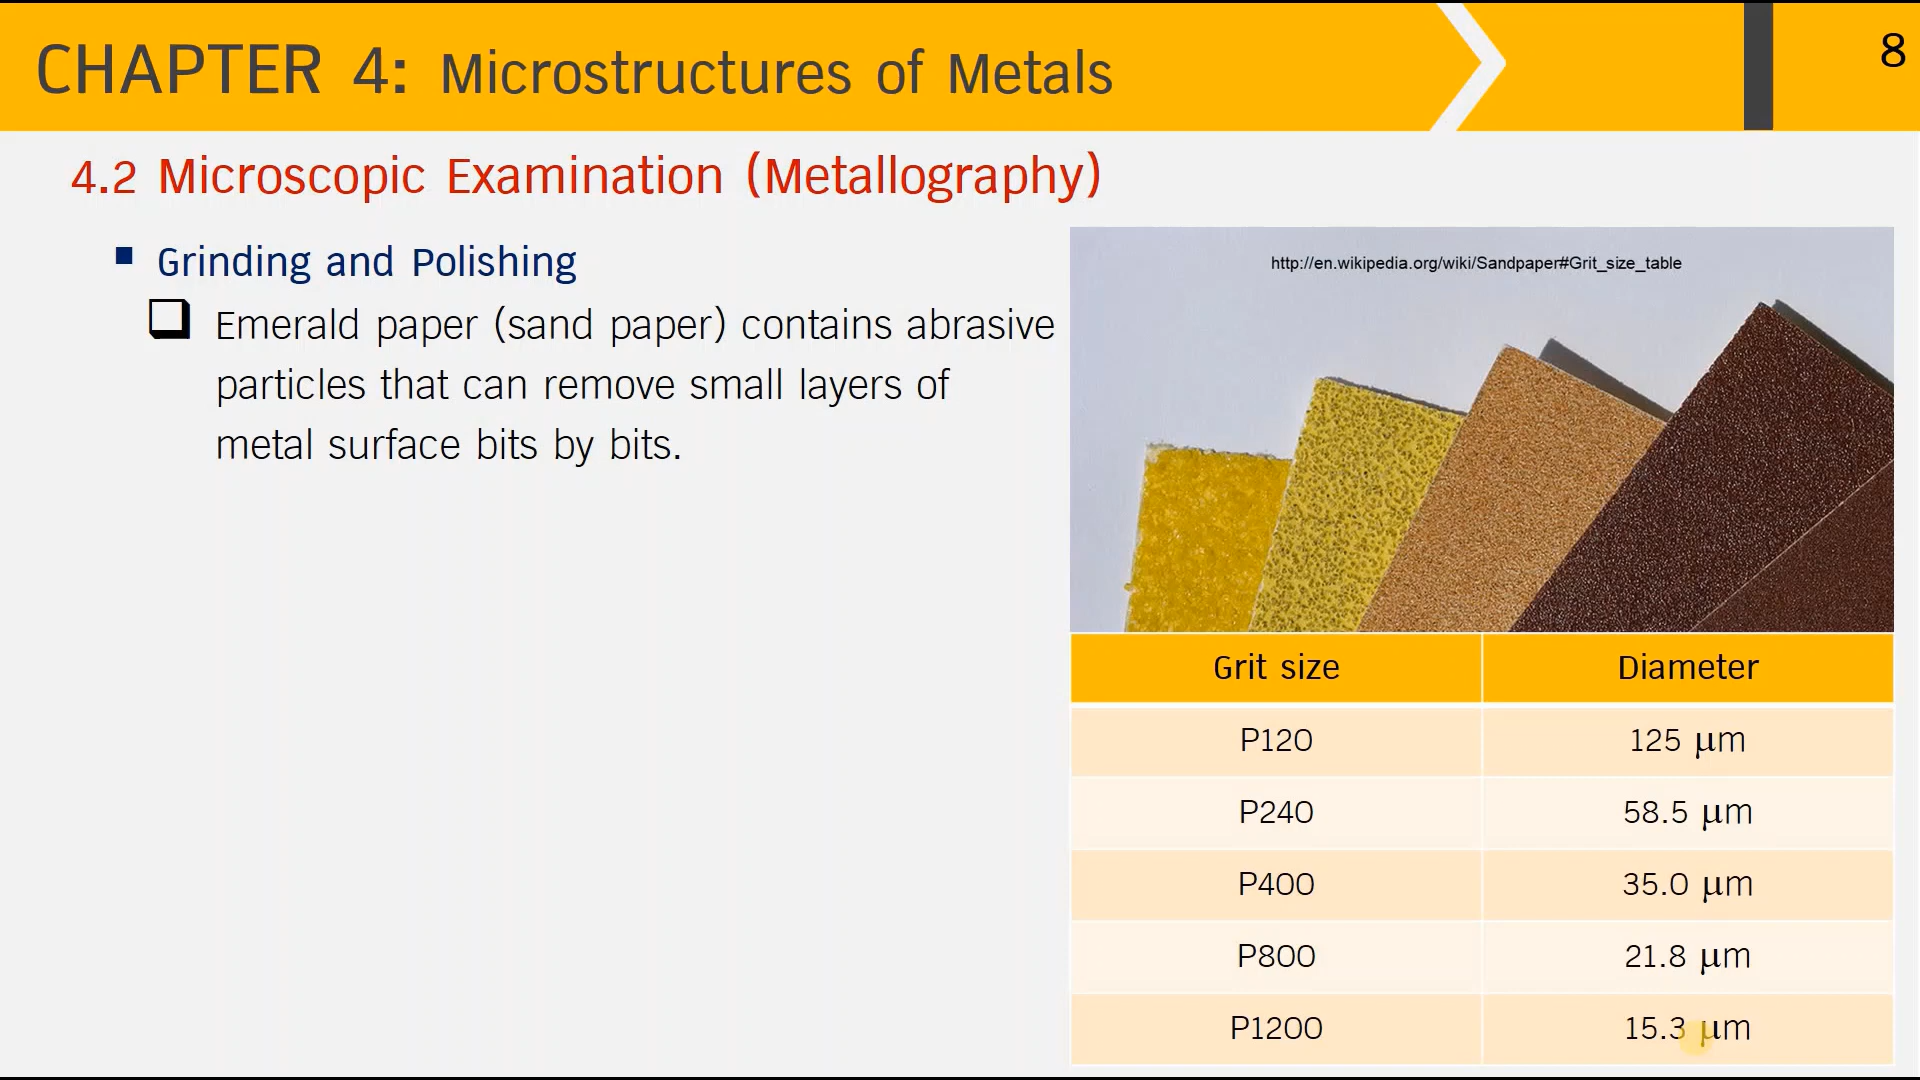 CHAPTER 4: Microstructures of Metals
8
4.2 Microscopic Examination (Metallography)
Grinding and Polishing
Emerald paper (sand paper) contains abrasive
particles that can remove small layers of
metal surface bits by bits.
http://en.wikipedia.org/wiki/Sandpaper#Grit_size_table
Grit size Diameter
P120 125 μm
P240 58.5 μm
P400 35.0 μm
P800 21.8 μm
P1200 15.3 μm